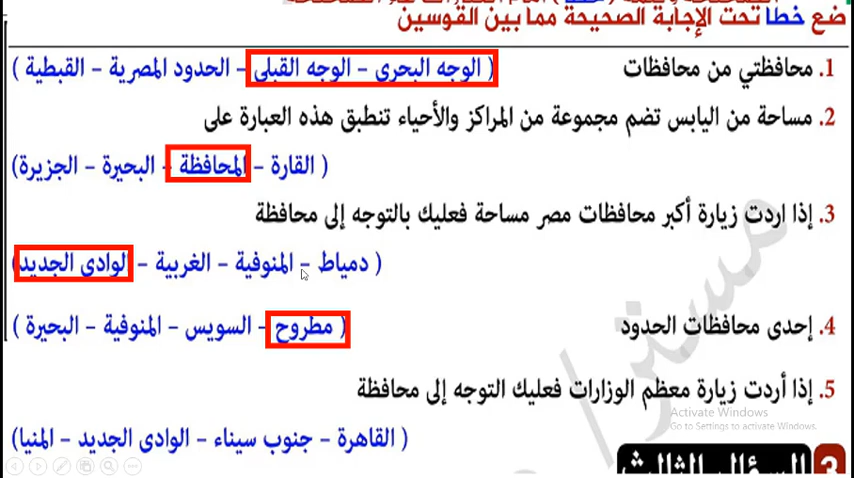 ضع خطا تحت الإجابة الصحيحة مما بين القوسين
1. محافظتي من محافظات ( الوجه البحرى - الوجه القبلى - الحدود المصرية - القبطية )
2. مساحة من اليابس تضم مجموعة من المراكز والأحياء تنطبق هذه العبارة على
( القارة - المحافظة - البحيرة - الجزيرة)
3. إذا اردت زيارة أكبر محافظات مصر مساحة فعليك بالتوجه إلى محافظة
( دمياط - المنوفية - الغربية - الوادى الجديد)
4. إحدى محافظات الحدود ( مطروح - السويس - المنوفية - البحيرة )
5. إذا أردت زيارة معظم الوزارات فعليك التوجه إلى محافظة
( القاهرة - جنوب سيناء - الوادى الجديد - المنيا)
Activate Windows
Go to Settings to activate Windows.
3 السؤال الثالث
مستر